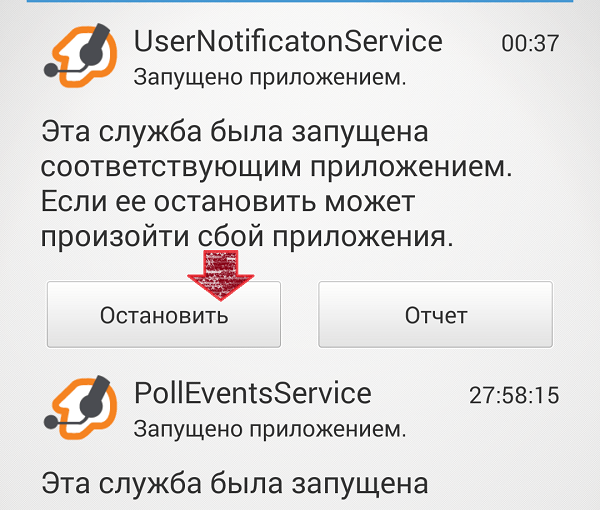 UserNotificatonService 00:37
Запущено приложением.
Эта служба была запущена
соответствующим приложением.
Если ее остановить может
произойти сбой приложения.
Остановить Отчет
PollEventsService 27:58:15
Запущено приложением.
Эта служба была запущена